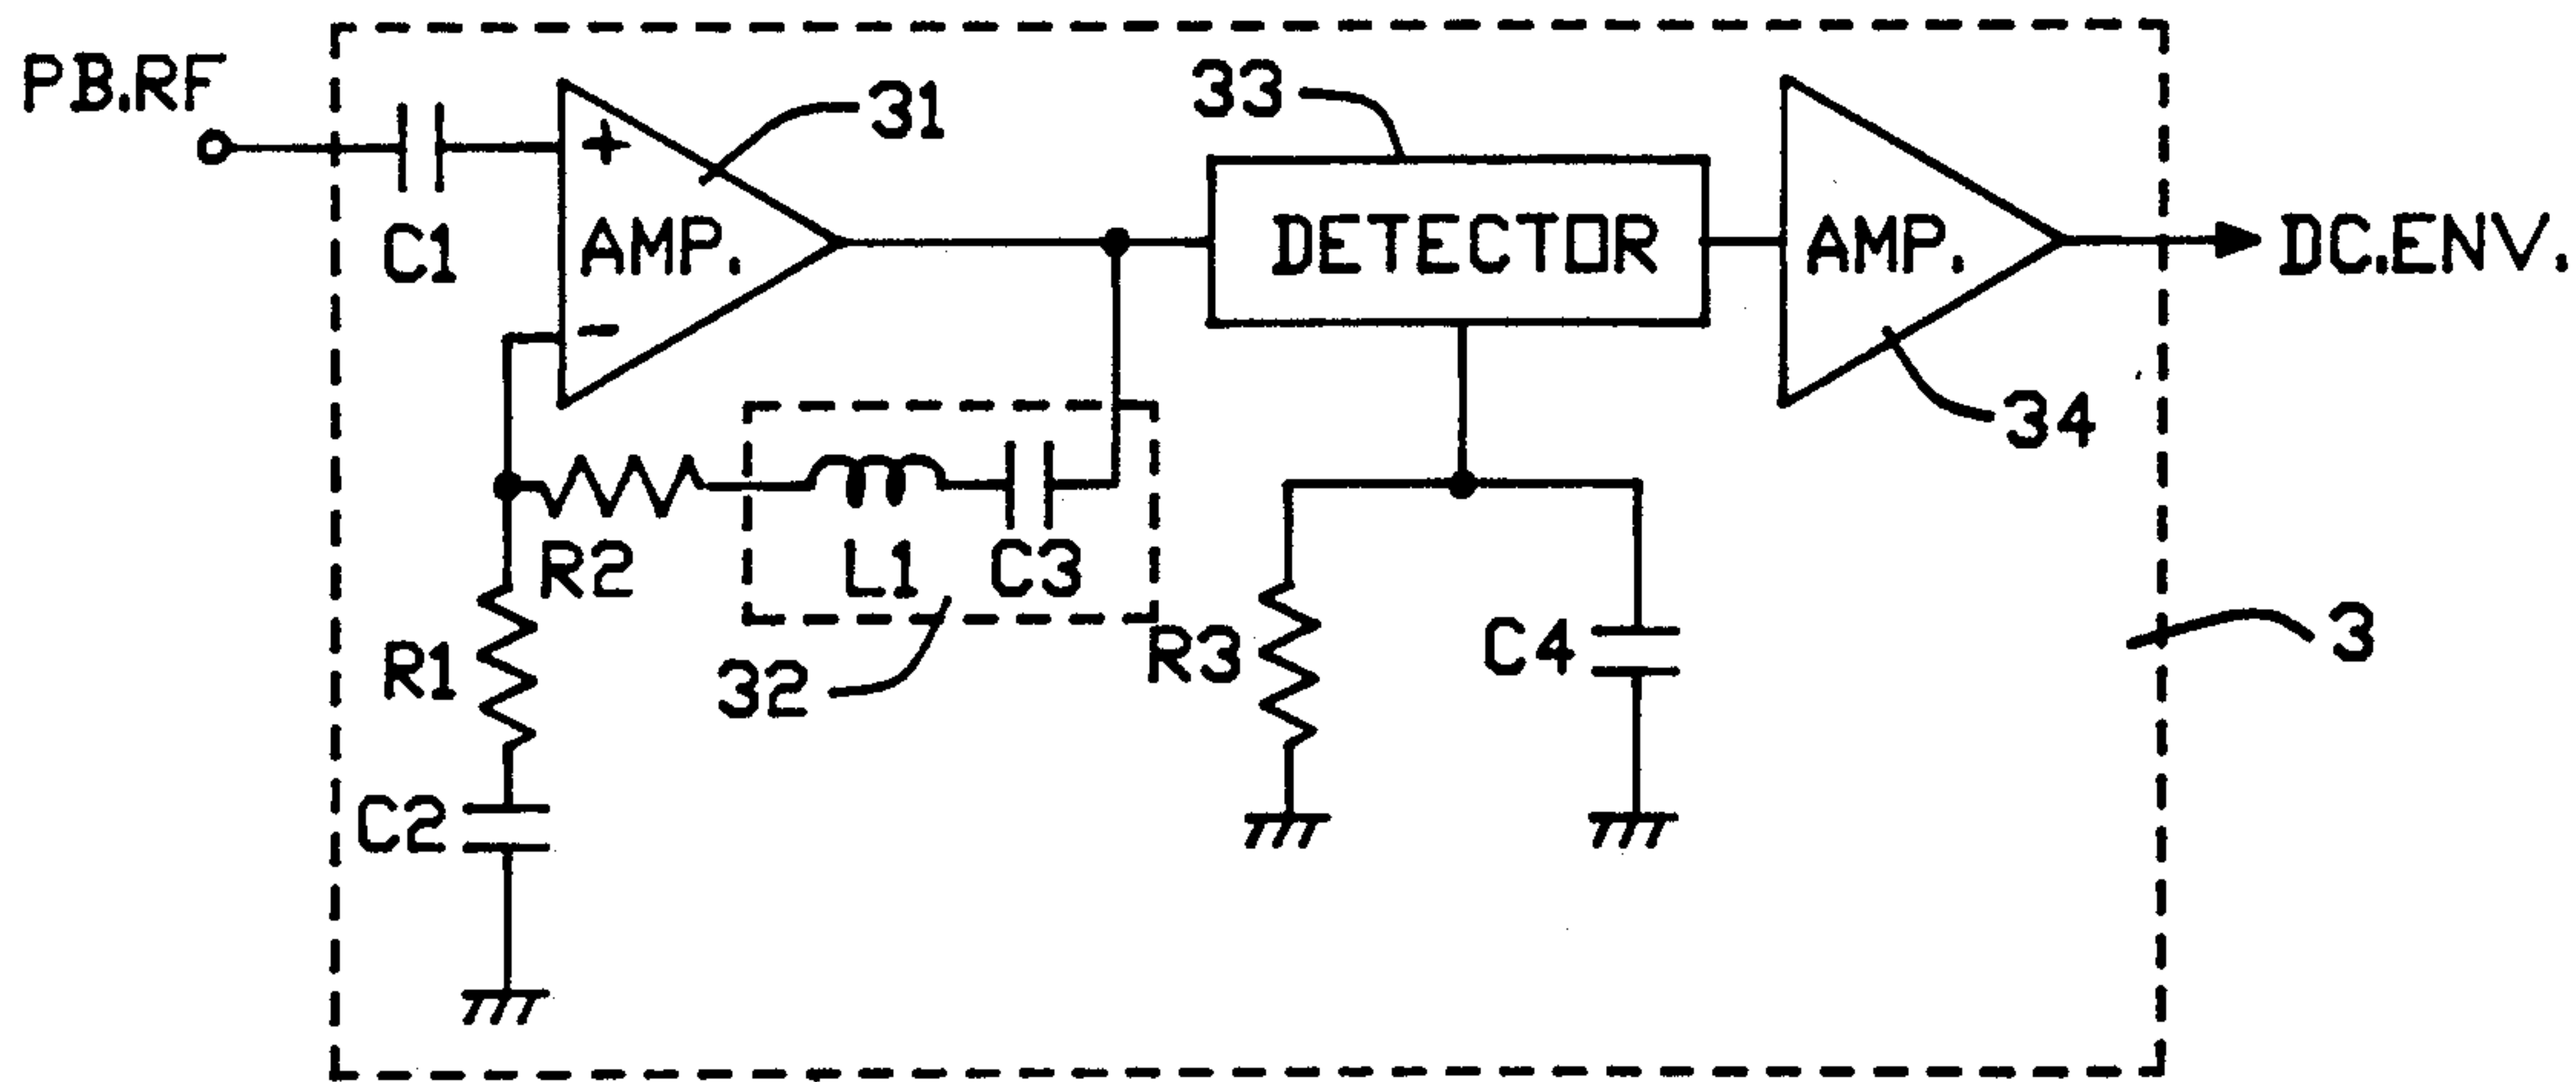 PB.RF
C1
+
AMP.
-
31
33
DETECTOR
AMP.
DC.ENV.
34
R2
L1
C3
R1
32
R3
C4
3
C2